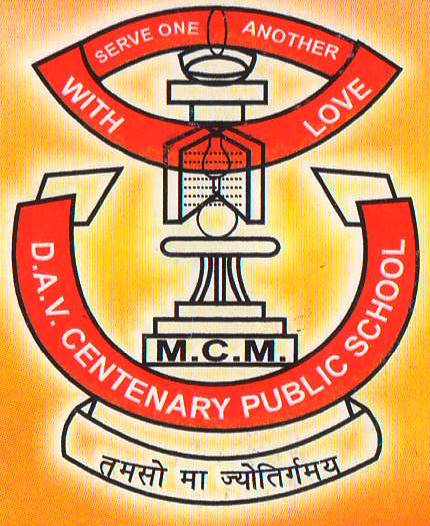 SERVE ONE ANOTHER
WITH LOVE
M.C.M.
D.A.V. CENTENARY PUBLIC SCHOOL
तमसो मा ज्योतिर्गमय